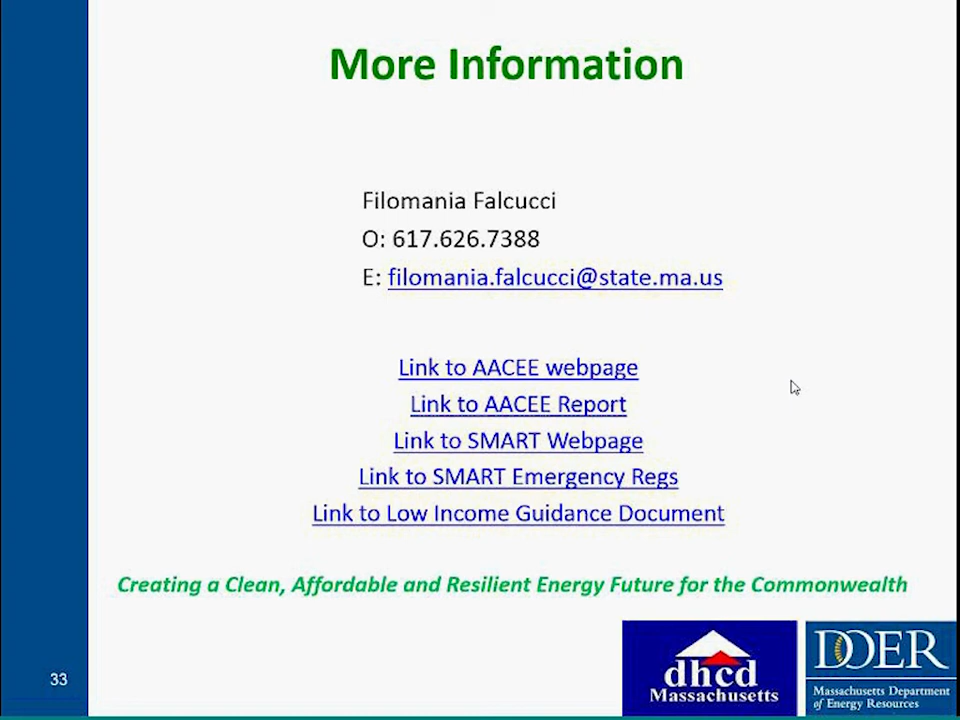 More Information
Filomania Falcucci
O: 617.626.7388
E: filomania.falcucci@state.ma.us
Link to AACEE webpage
Link to AACEE Report
Link to SMART Webpage
Link to SMART Emergency Regs
Link to Low Income Guidance Document
Creating a Clean, Affordable and Resilient Energy Future for the Commonwealth
33
dhcd
Massachusetts
DOER
Massachusetts Department
of Energy Resources